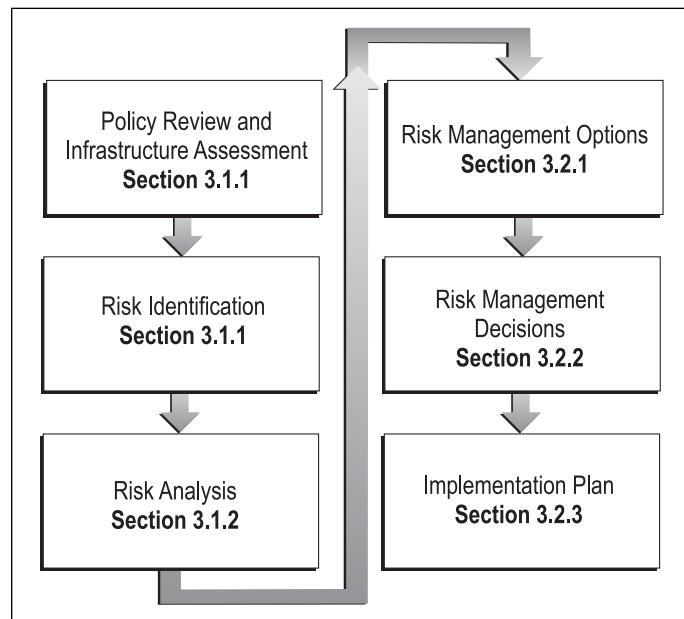 Policy Review and
Infrastructure Assessment
Section 3.1.1
Risk Identification
Section 3.1.1
Risk Analysis
Section 3.1.2
Risk Management Options
Section 3.2.1
Risk Management
Decisions
Section 3.2.2
Implementation Plan
Section 3.2.3